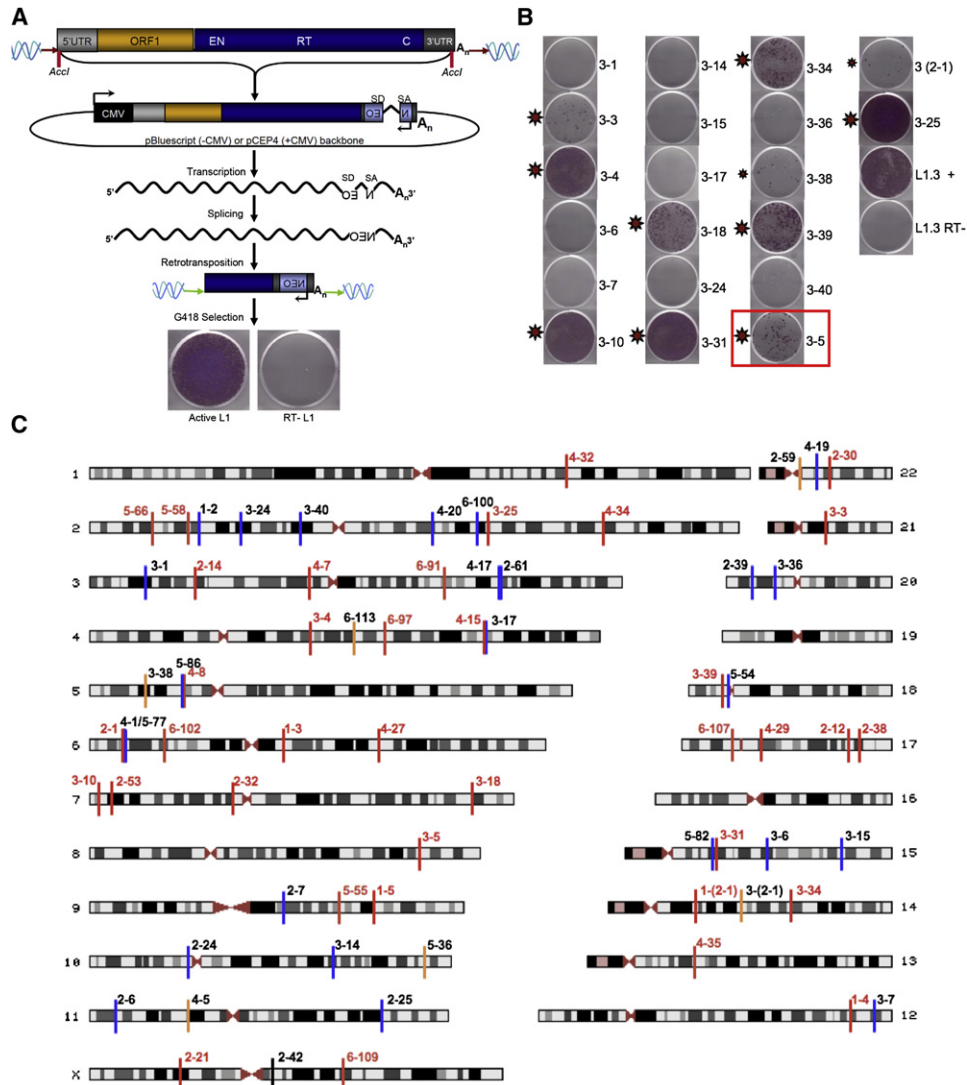 A
5'UTR ORF1 EN RT C 3'UTR An
AccI AccI
CMV SD SA
NEO An
pBluescript (-CMV) or pCEP4 (+CMV) backbone
Transcription
SD SA
5' NEO An3'
Splicing
5' NEO An3'
Retrotransposition
NEO An
G418 Selection
Active L1 RT- L1
B
3-1 3-14 3-34 3 (2-1)
3-3 3-15 3-36 3-25
3-4 3-17 3-38 L1.3 +
3-6 3-18 3-39 L1.3 RT-
3-7 3-24 3-40
3-10 3-31 3-5
C
1 4-32 2-59 4-19 2-30 22
2 5-66 5-58 1-2 3-24 3-40 4-20 6-100 3-25 4-34 3-3 21
3 3-1 2-14 4-7 6-91 4-17 2-61 2-39 3-36 20
4 3-4 6-113 6-97 4-15 3-17 19
5 3-38 5-86 4-8 3-39 5-54 18
6 2-1 4-1/5-77 6-102 1-3 4-27 6-107 4-29 2-12 2-38 17
7 3-10 2-53 2-32 3-18 16
8 3-5 5-82 3-31 3-6 3-15 15
9 2-7 5-55 1-5 1-(2-1) 3-(2-1) 3-34 14
10 2-24 3-14 5-36 4-35 13
11 2-6 4-5 2-25 1-4 3-7 12
X 2-21 2-42 6-109